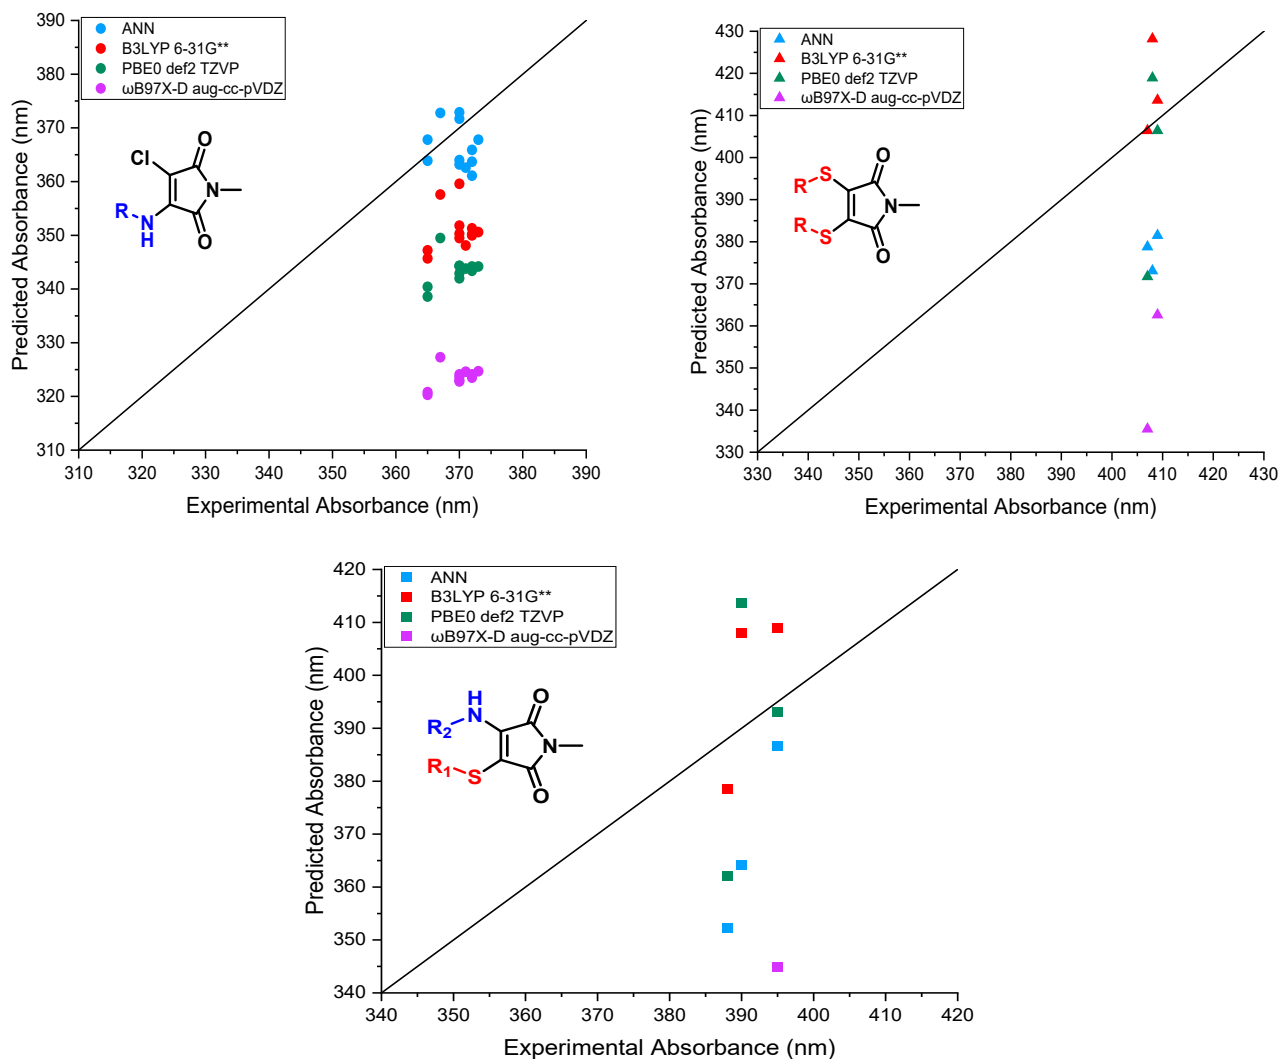 390
380
370
360
350
340
330
320
310
310
320
330
340
350
360
370
380
390
Predicted Absorbance (nm)
Experimental Absorbance (nm)
ANN
B3LYP 6-31G**
PBE0 def2 TZVP
ωB97X-D aug-cc-pVDZ
Cl
O
N
R
N
H
O
430
420
410
400
390
380
370
360
350
340
330
330
340
350
360
370
380
390
400
410
420
430
Predicted Absorbance (nm)
Experimental Absorbance (nm)
ANN
B3LYP 6-31G**
PBE0 def2 TZVP
ωB97X-D aug-cc-pVDZ
O
S
R
N
R
S
O
420
410
400
390
380
370
360
350
340
340
350
360
370
380
390
400
410
420
Predicted Absorbance (nm)
Experimental Absorbance (nm)
ANN
B3LYP 6-31G**
PBE0 def2 TZVP
ωB97X-D aug-cc-pVDZ
H
N
O
R2
N
R1
S
O